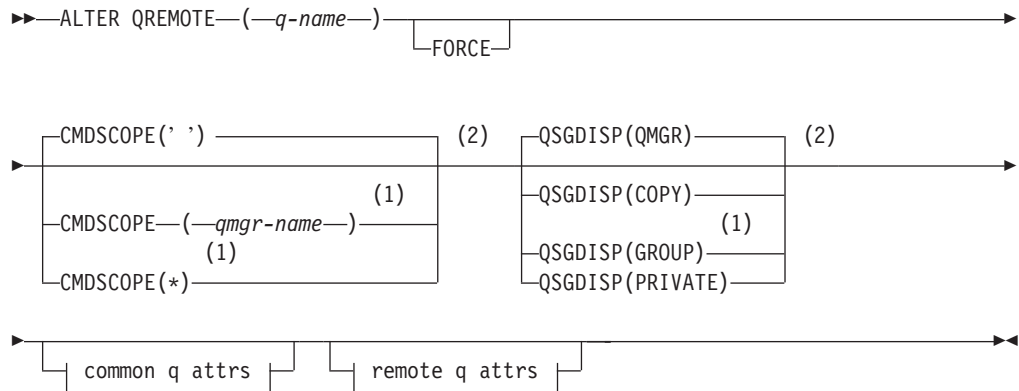 ALTER QREMOTE ( q-name )
FORCE
CMDSCOPE(' ') (2) QSGDISP(QMGR) (2)
(1) QSGDISP(COPY)
CMDSCOPE ( qmgr-name ) (1)
(1) QSGDISP(GROUP)
CMDSCOPE(*) QSGDISP(PRIVATE)
common q attrs remote q attrs